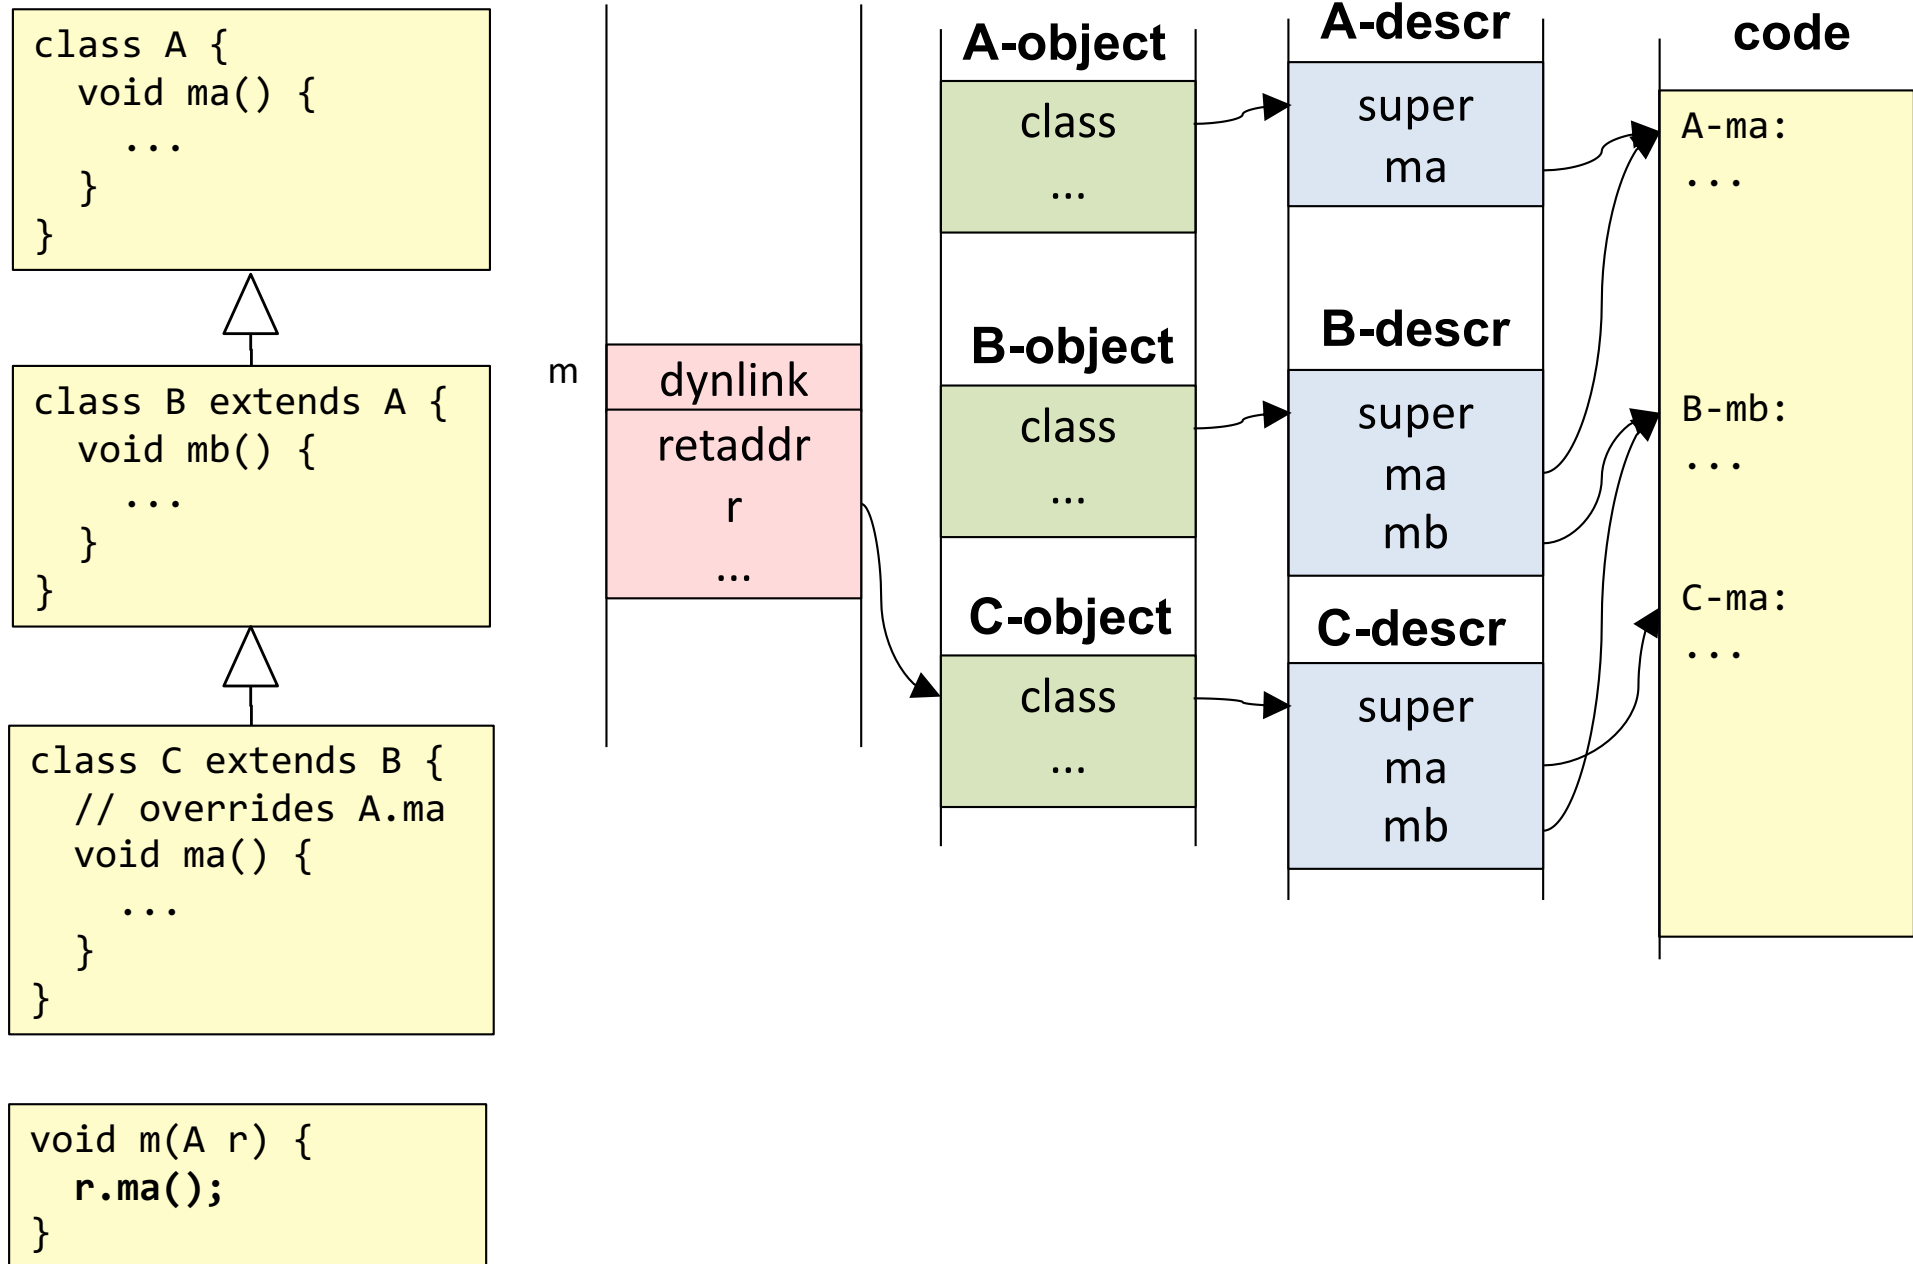 class A {
void ma() {
...
}
}
class B extends A {
void mb() {
...
}
}
class C extends B {
// overrides A.ma
void ma() {
...
}
}
void m(A r) {
r.ma();
}
m
dynlink
retaddr
r
...
A-object
class
...
B-object
class
...
C-object
class
...
A-descr
super
ma
B-descr
super
ma
mb
C-descr
super
ma
mb
code
A-ma:
...
B-mb:
...
C-ma:
...